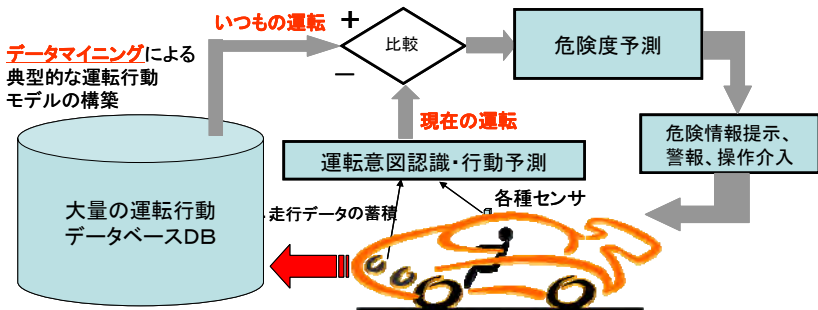 いつもの運転
+
比較
−
危険度予測
データマイニングによる
典型的な運転行動
モデルの構築
現在の運転
危険情報提示、
警報、操作介入
運転意図認識・行動予測
各種センサ
大量の運転行動
データベースDB
走行データの蓄積